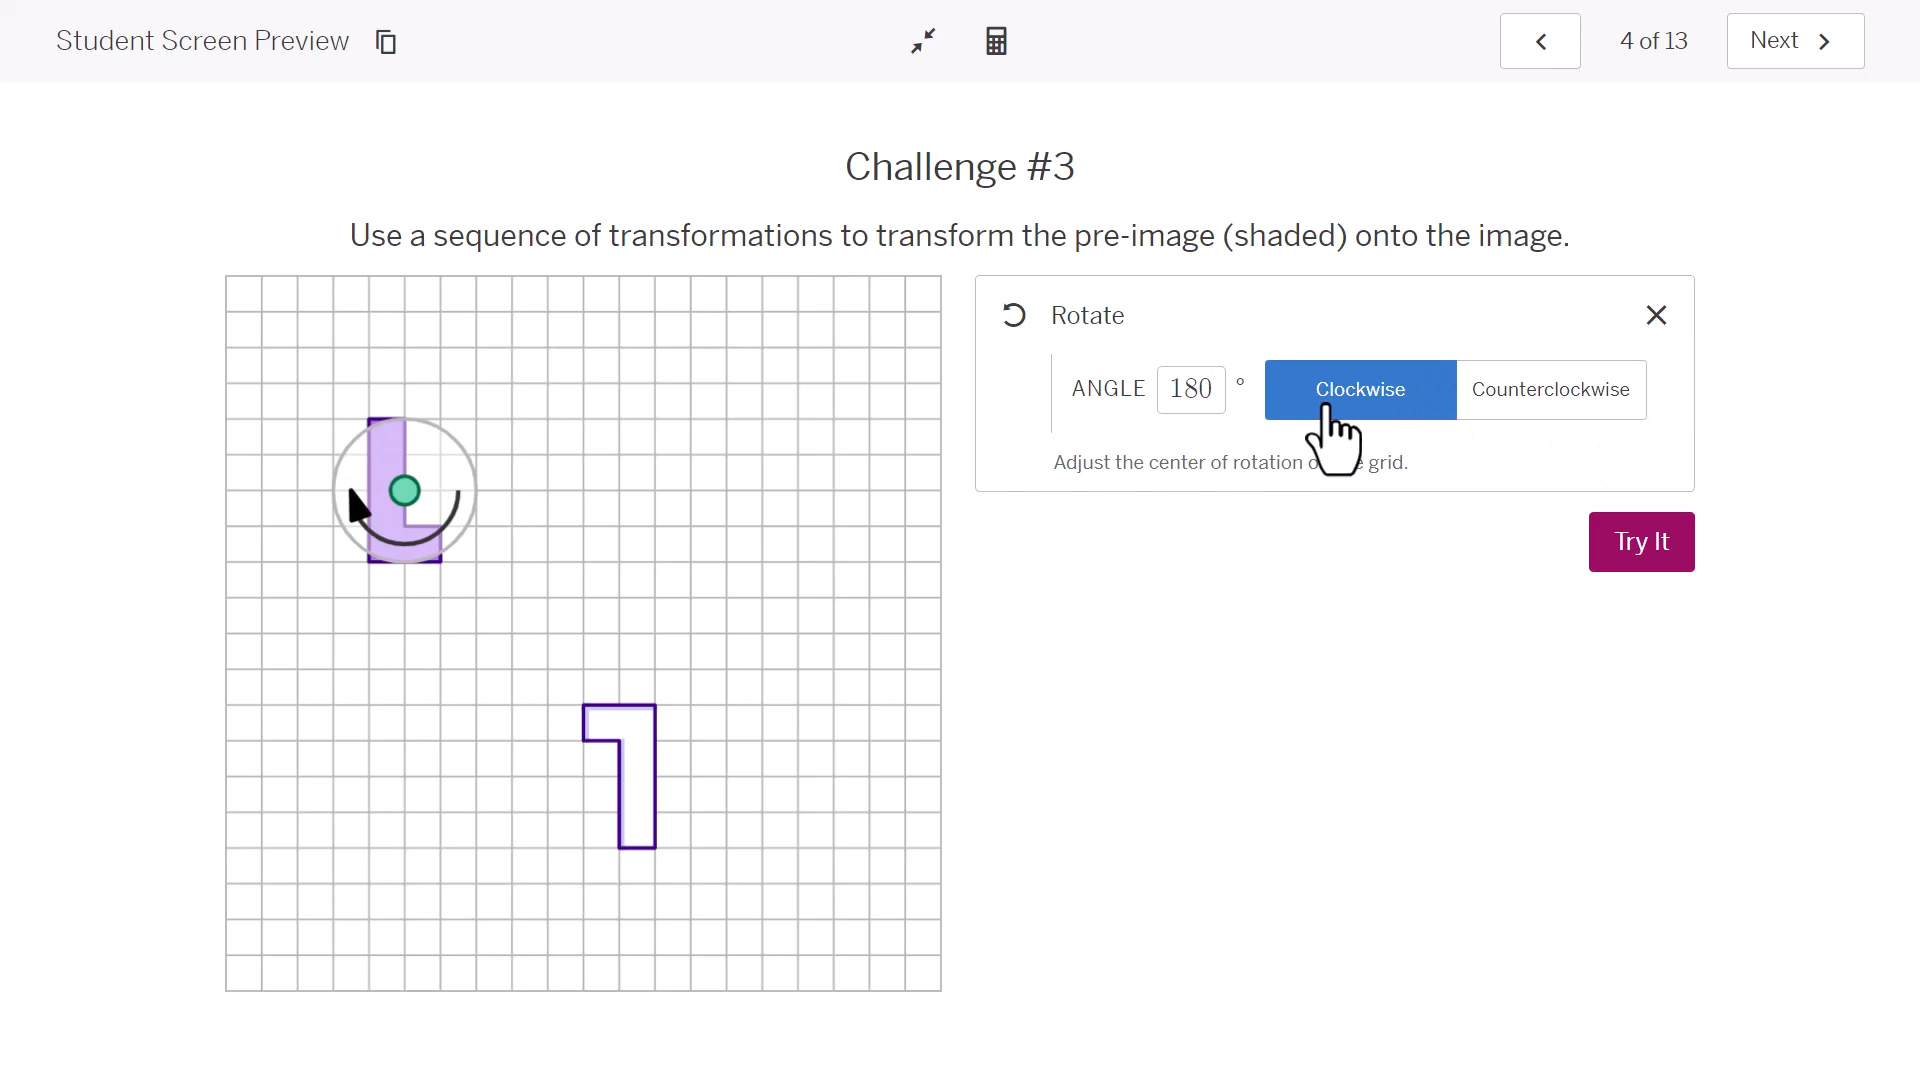 Student Screen Preview
4 of 13
Next
Challenge #3
Use a sequence of transformations to transform the pre-image (shaded) onto the image.
Rotate
ANGLE 180 ° Clockwise Counterclockwise
Adjust the center of rotation grid.
Try It